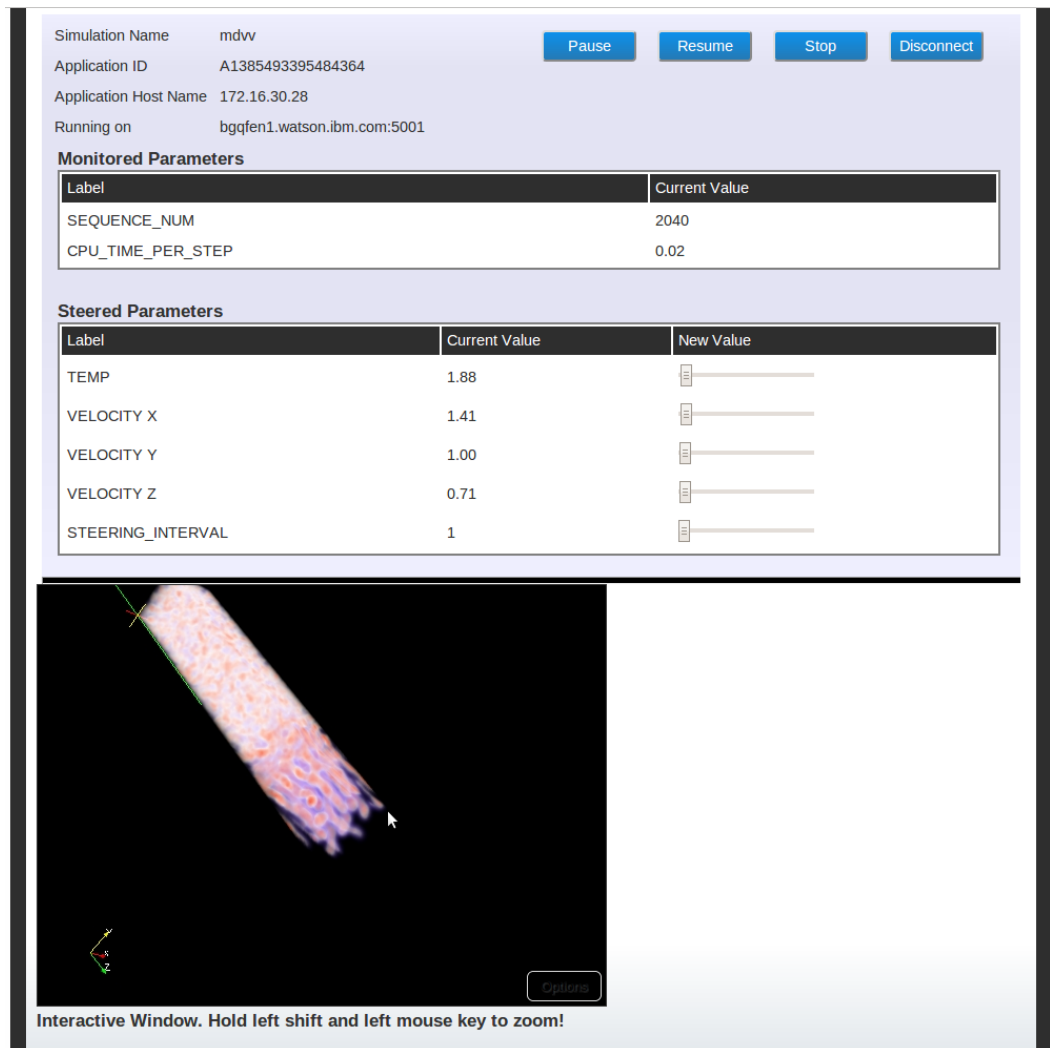 Simulation Name mdvv Pause Resume Stop Disconnect
Application ID A1385493395484364
Application Host Name 172.16.30.28
Running on bgqfen1.watson.ibm.com:5001
Monitored Parameters
Label Current Value
SEQUENCE_NUM 2040
CPU_TIME_PER_STEP 0.02
Steered Parameters
Label Current Value New Value
TEMP 1.88
VELOCITY X 1.41
VELOCITY Y 1.00
VELOCITY Z 0.71
STEERING_INTERVAL 1
Y
X
Z
Options
Interactive Window. Hold left shift and left mouse key to zoom!